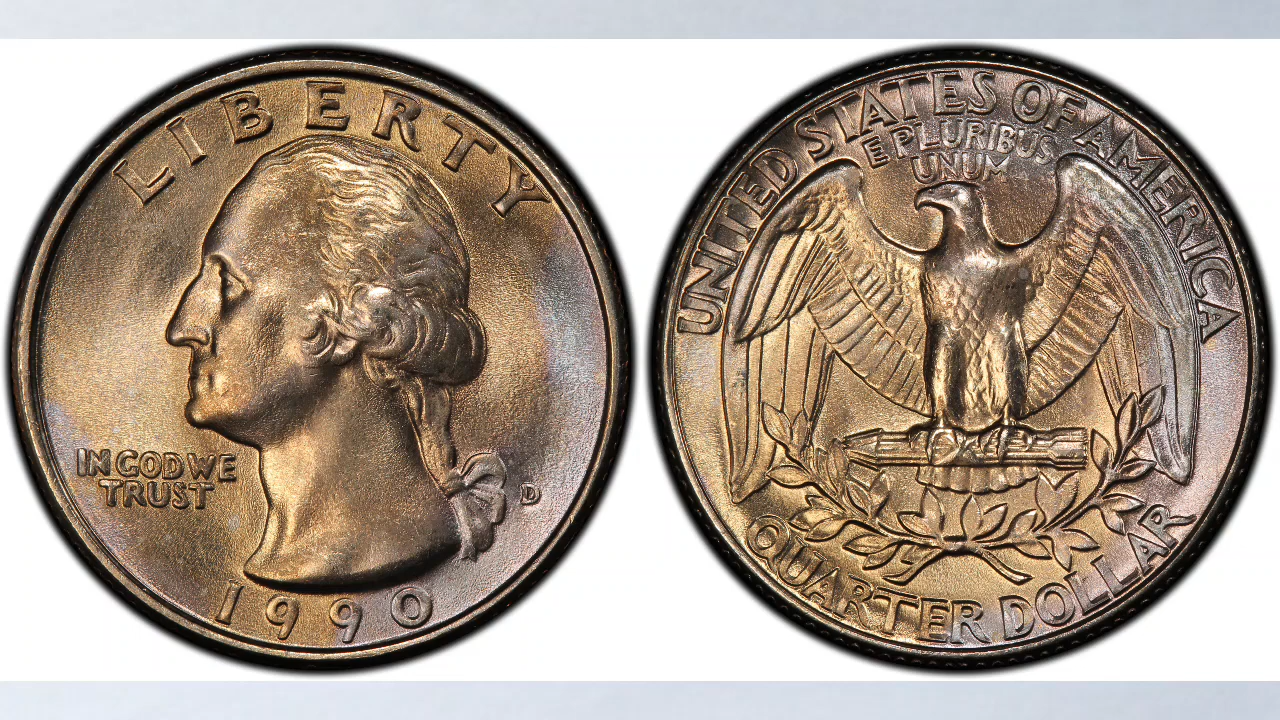 LIBERTY
IN GOD WE
TRUST
D
1990
UNITED STATES OF AMERICA
E PLURIBUS
UNUM
QUARTER DOLLAR